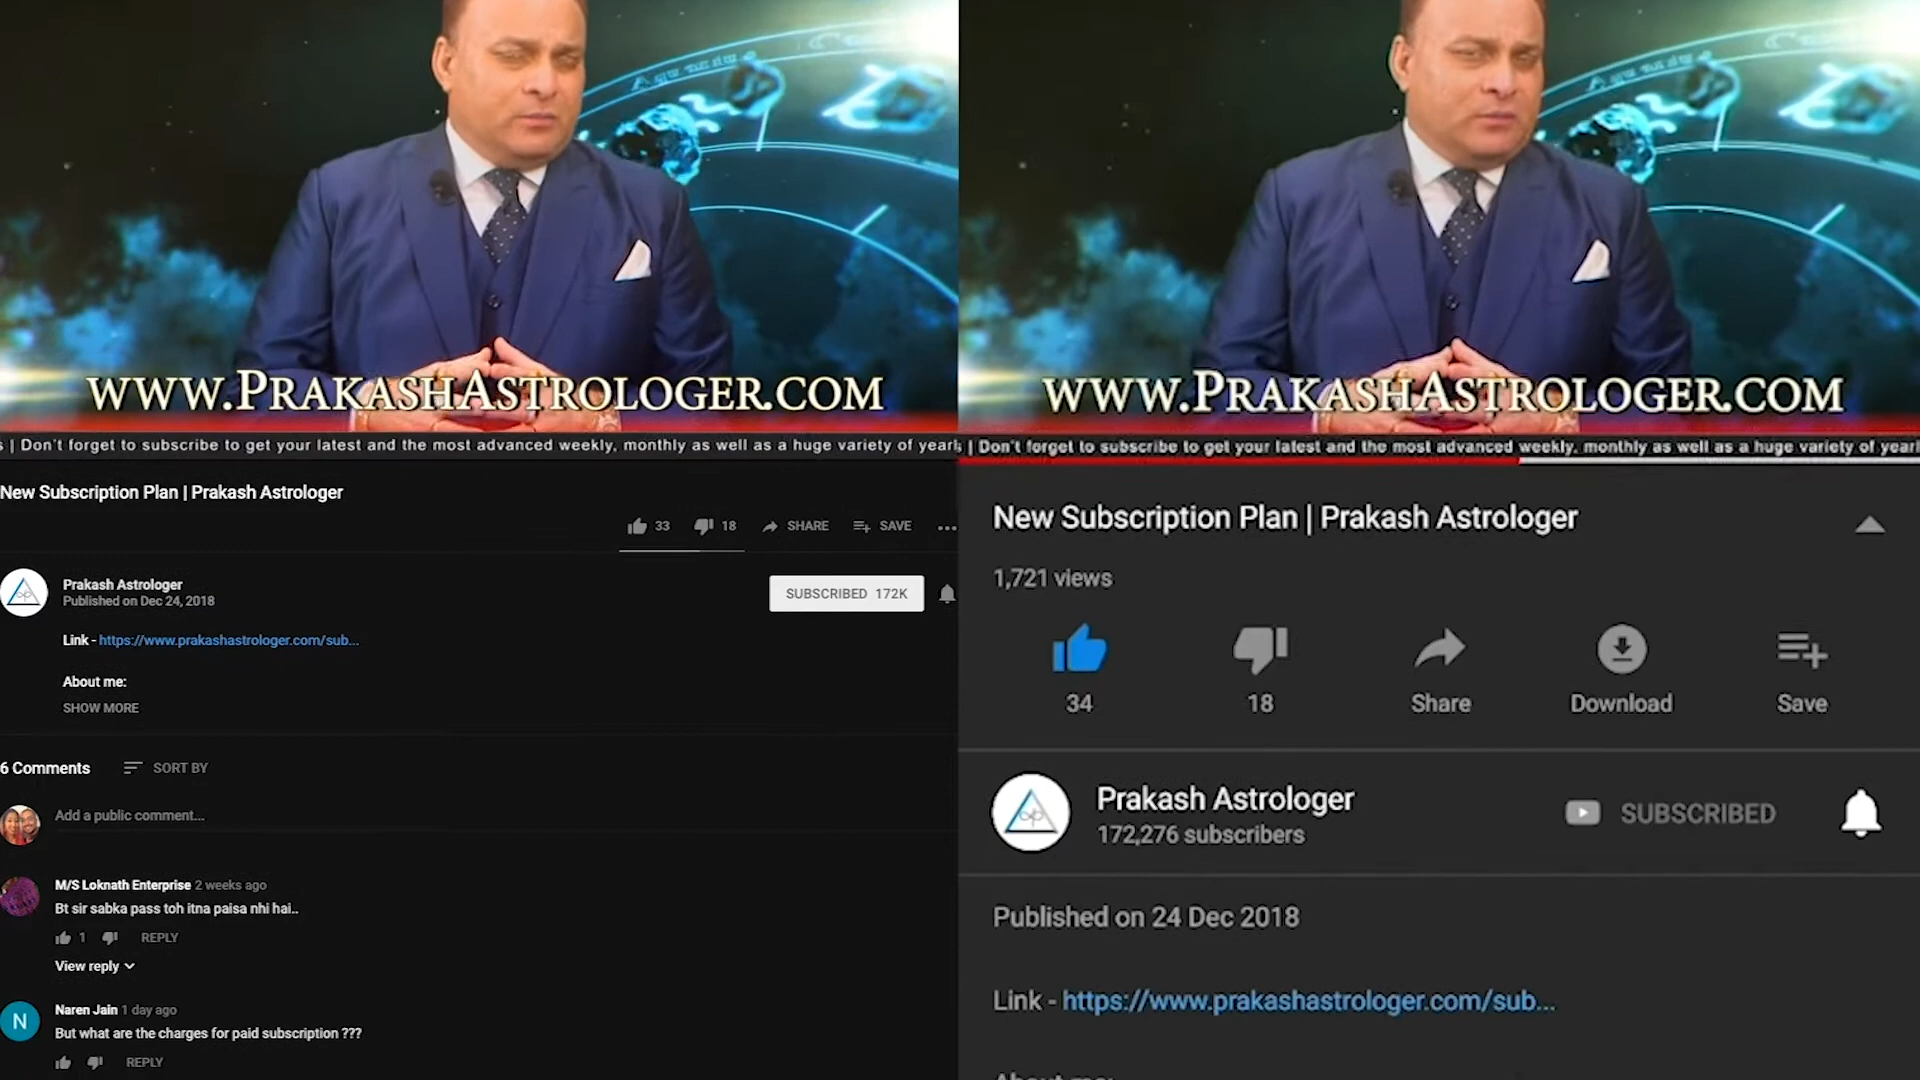 WWW.PRAKASHASTROLOGER.COM
s | Don't forget to subscribe to get your latest and the most advanced weekly, monthly as well as a huge variety of yearl
New Subscription Plan | Prakash Astrologer
33 18 SHARE SAVE
Prakash Astrologer
Published on Dec 24, 2018
SUBSCRIBED 172K
Link - https://www.prakashastrologer.com/sub...
About me:
SHOW MORE
6 Comments SORT BY
Add a public comment...
M/S Loknath Enterprise 2 weeks ago
Bt sir sabka pass toh itna paisa nhi hai..
1 REPLY
View reply
N
Naren Jain 1 day ago
But what are the charges for paid subscription ???
REPLY
WWW.PRAKASHASTROLOGER.COM
s | Don't forget to subscribe to get your latest and the most advanced weekly, monthly as well as a huge variety of yearl
New Subscription Plan | Prakash Astrologer
1,721 views
34 18 Share Download Save
Prakash Astrologer
172,276 subscribers
SUBSCRIBED
Published on 24 Dec 2018
Link - https://www.prakashastrologer.com/sub...
About me: